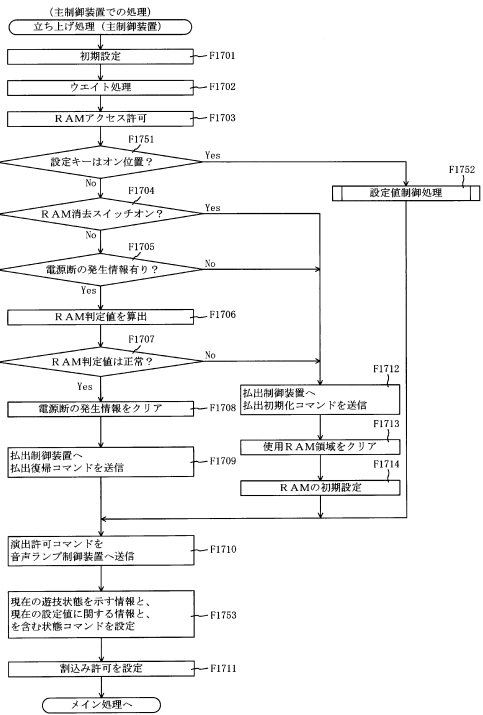 (主制御装置での処理)
立ち上げ処理(主制御装置)
初期設定
F1701
ウエイト処理
F1702
RAMアクセス許可
F1703
F1751
設定キーはオン位置?
Yes
No
F1752
設定値制御処理
F1704
RAM消去スイッチオン?
Yes
No
F1705
電源断の発生情報有り?
No
Yes
RAM判定値を算出
F1706
F1707
RAM判定値は正常?
No
Yes
電源断の発生情報をクリア
F1708
払出制御装置へ
払出復帰コマンドを送信
F1709
F1712
払出制御装置へ
払出初期化コマンドを送信
F1713
使用RAM領域をクリア
F1714
RAMの初期設定
演出許可コマンドを
音声ランプ制御装置へ送信
F1710
現在の遊技状態を示す情報と、
現在の設定値に関する情報と、
を含む状態コマンドを設定
F1753
割込み許可を設定
F1711
メイン処理へ